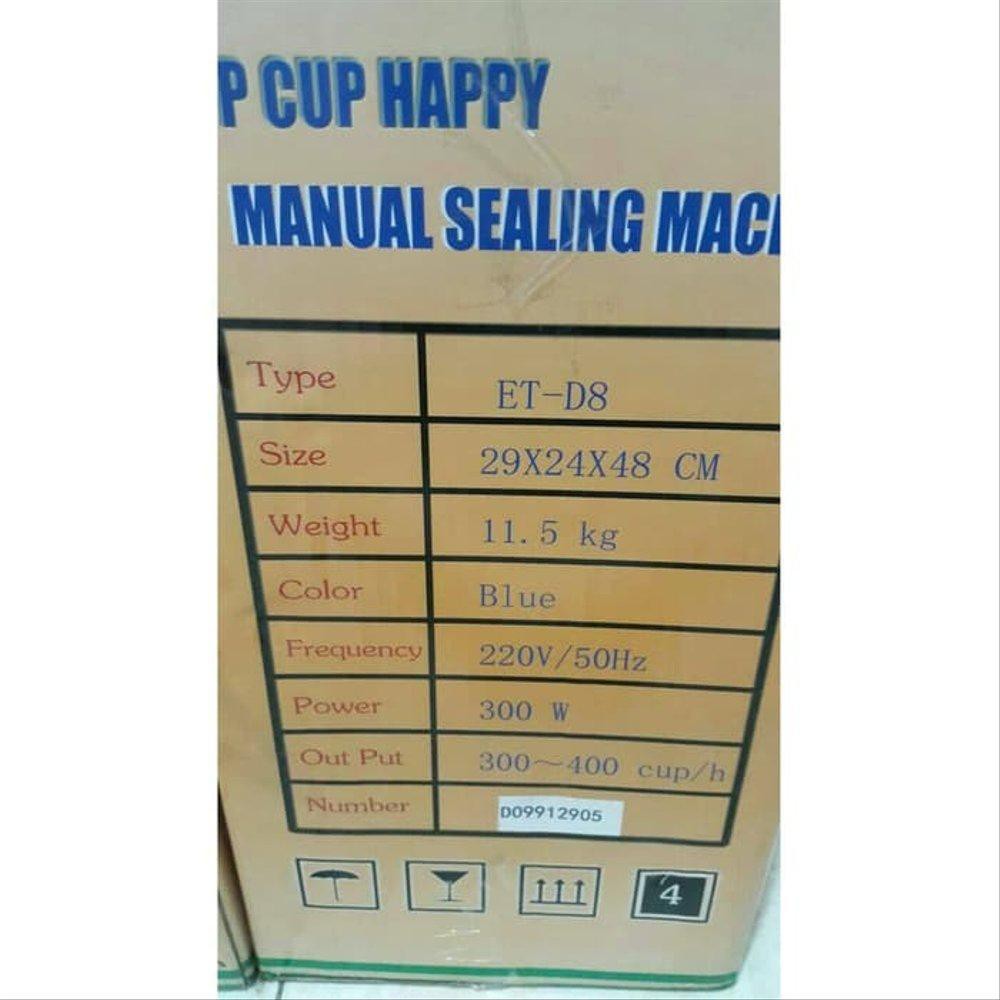 P CUP HAPPY
MANUAL SEALING MAC
Type ET-D8
Size 29X24X48 CM
Weight 11.5 kg
Color Blue
Frequency 220V/50Hz
Power 300 W
Out Put 300~400 cup/h
Number D09912905
4